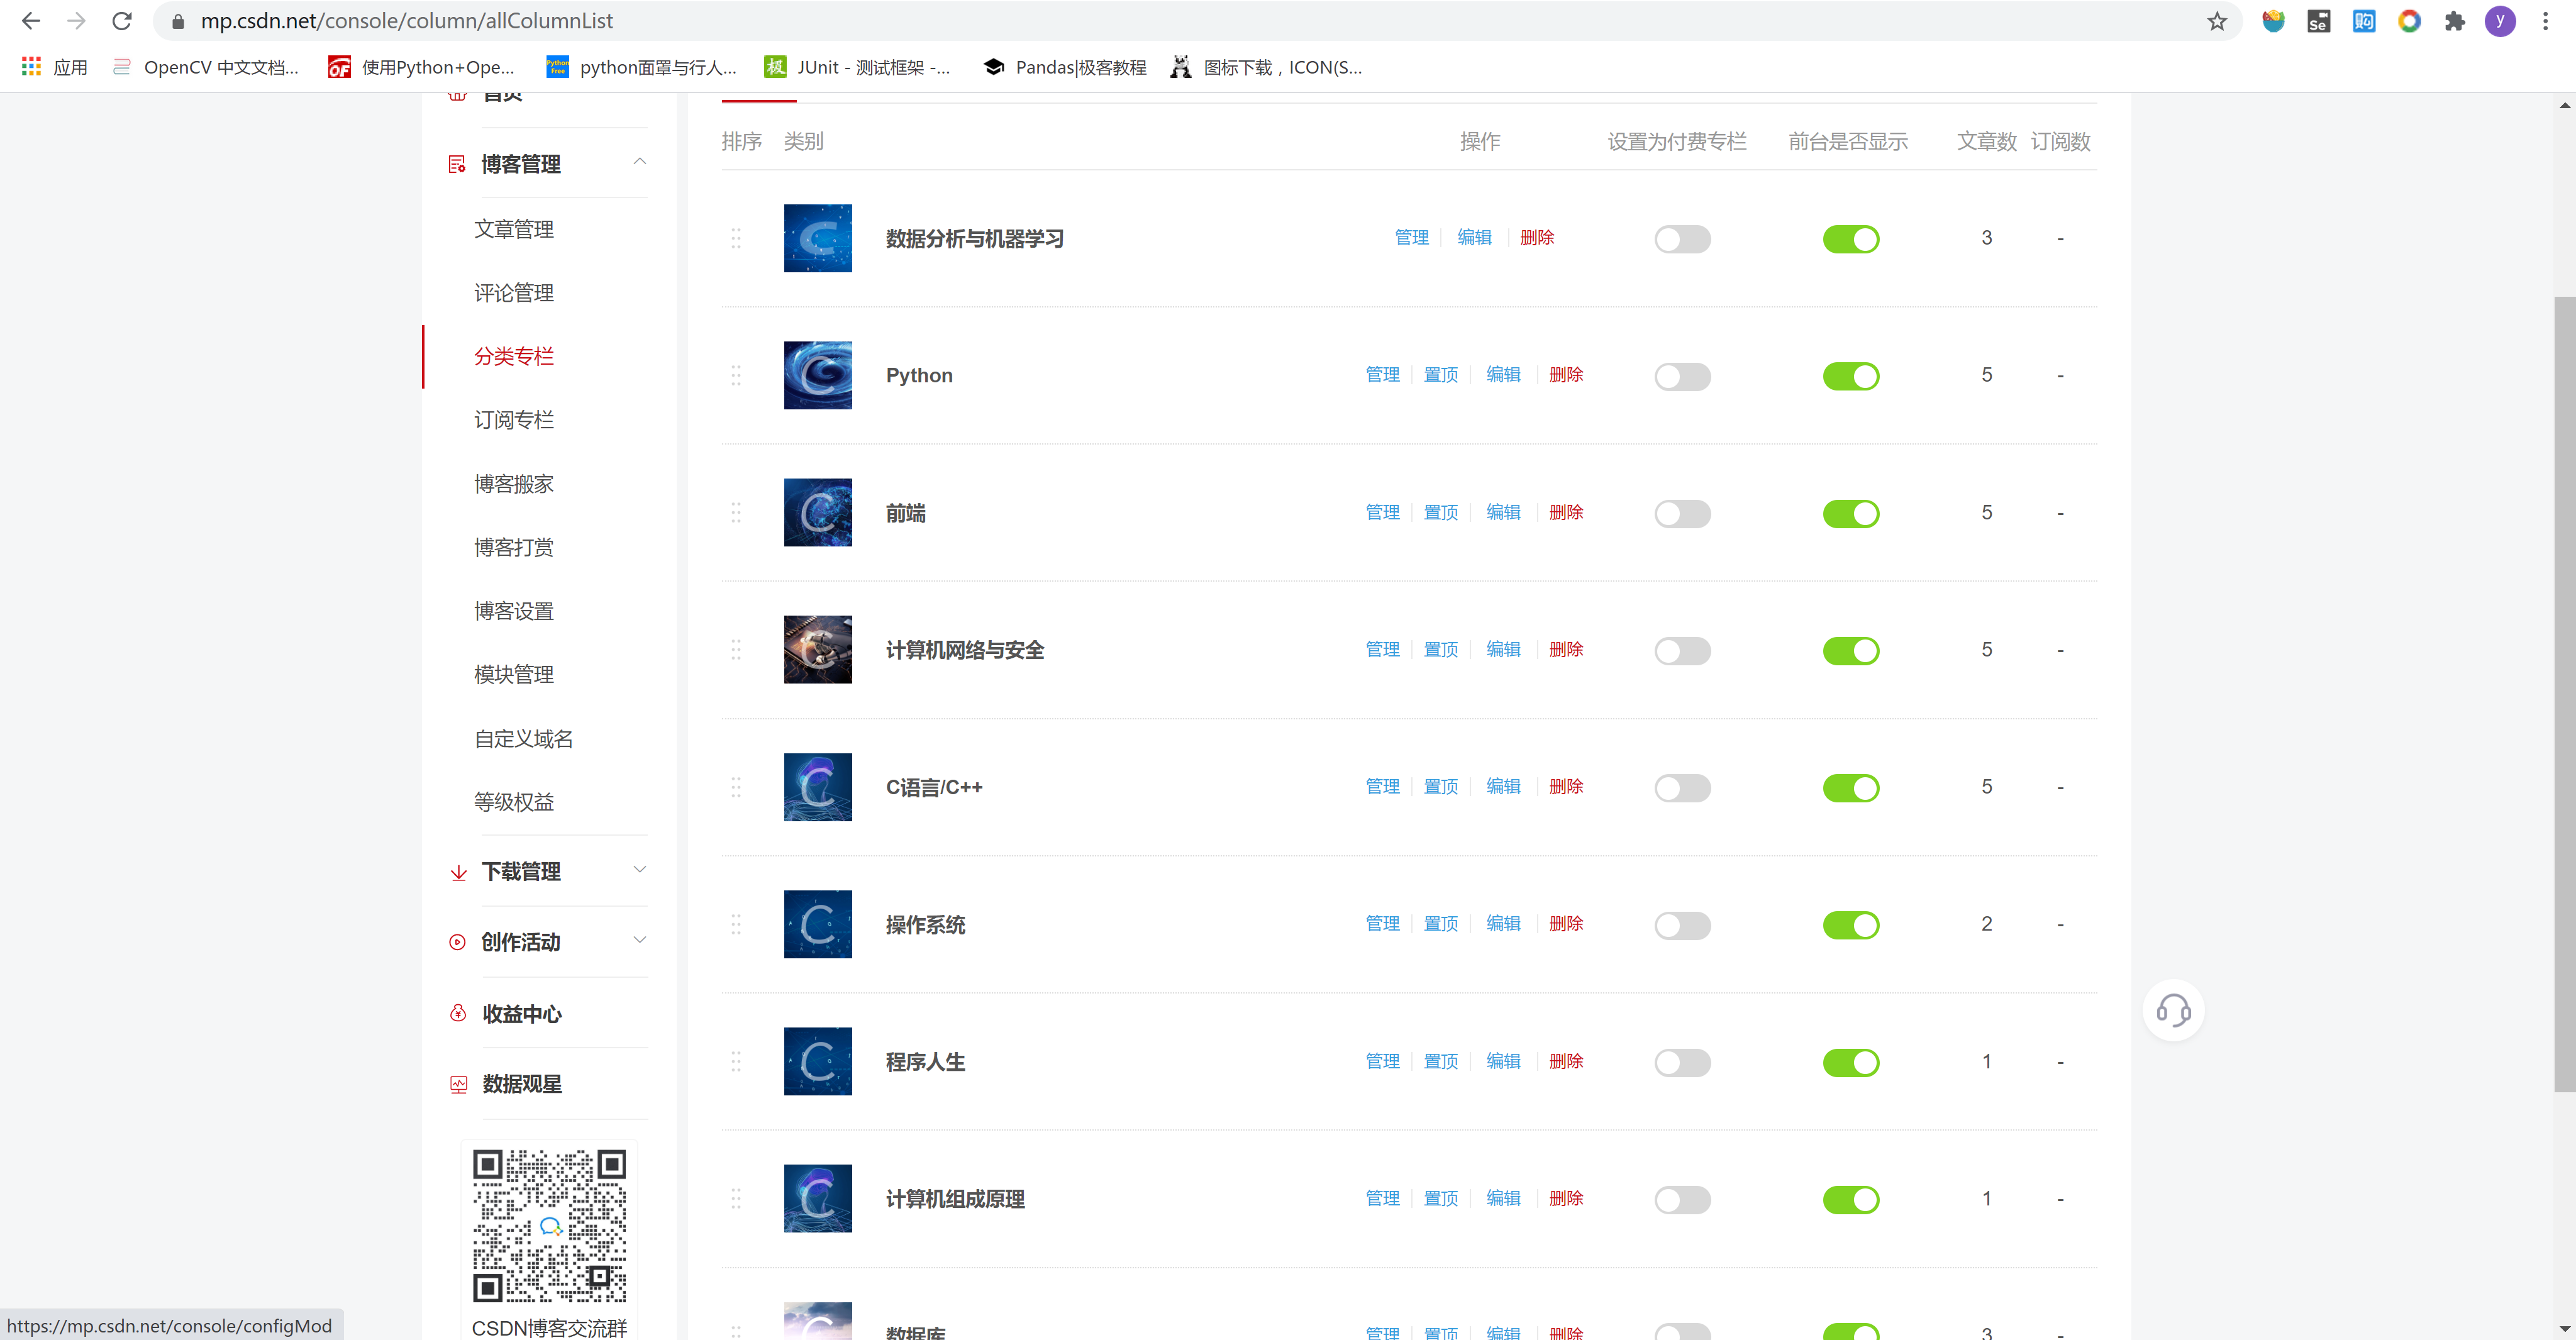 mp.csdn.net/console/column/allColumnList
y
应用
OpenCV 中文文档...
使用Python+Ope...
python面罩与行人...
JUnit - 测试框架 -...
Pandas|极客教程
图标下载，ICON(S...
首页
博客管理
文章管理
评论管理
分类专栏
订阅专栏
博客搬家
博客打赏
博客设置
模块管理
自定义域名
等级权益
下载管理
创作活动
收益中心
数据观星
CSDN博客交流群
排序 类别 操作 设置为付费专栏 前台是否显示 文章数 订阅数
数据分析与机器学习 管理 编辑 删除 3 -
Python 管理 置顶 编辑 删除 5 -
前端 管理 置顶 编辑 删除 5 -
计算机网络与安全 管理 置顶 编辑 删除 5 -
C语言/C++ 管理 置顶 编辑 删除 5 -
操作系统 管理 置顶 编辑 删除 2 -
程序人生 管理 置顶 编辑 删除 1 -
计算机组成原理 管理 置顶 编辑 删除 1 -
数据库 管理 置顶 编辑 删除 3 -
https://mp.csdn.net/console/configMod